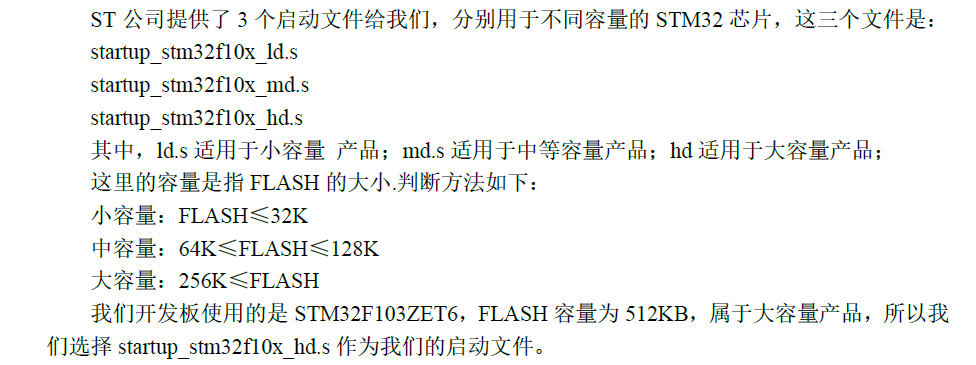 ST 公司提供了 3 个启动文件给我们，分别用于不同容量的 STM32 芯片，这三个文件是：
startup_stm32f10x_ld.s
startup_stm32f10x_md.s
startup_stm32f10x_hd.s
其中，ld.s 适用于小容量 产品；md.s 适用于中等容量产品；hd 适用于大容量产品；
这里的容量是指 FLASH 的大小.判断方法如下：
小容量：FLASH≤32K
中容量：64K≤FLASH≤128K
大容量：256K≤FLASH
我们开发板使用的是 STM32F103ZET6，FLASH 容量为 512KB，属于大容量产品，所以我
们选择 startup_stm32f10x_hd.s 作为我们的启动文件。